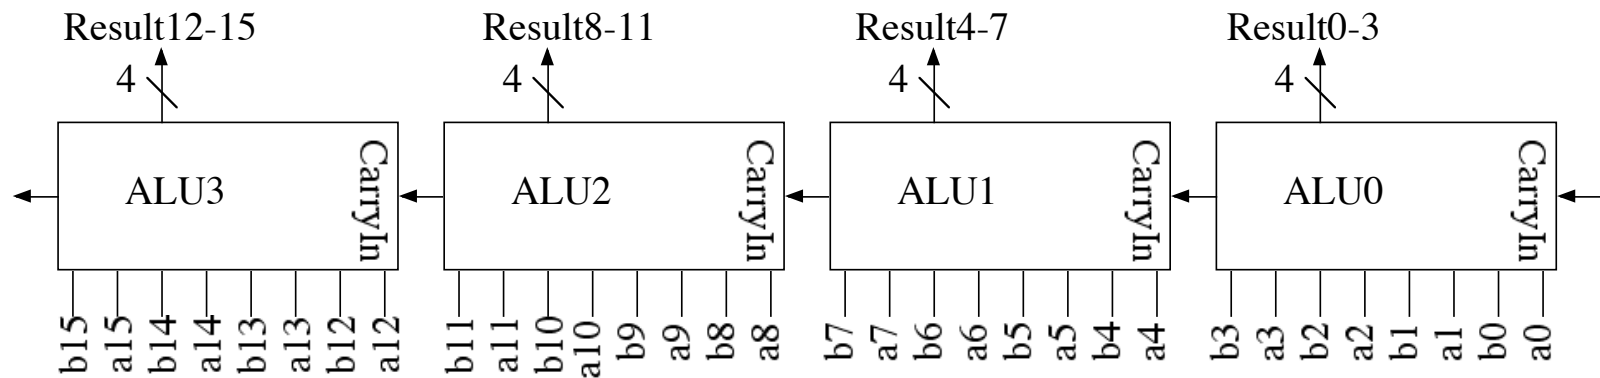 Result12-15 Result8-11 Result4-7 Result0-3
4 4 4 4
ALU3 CarryIn ALU2 CarryIn ALU1 CarryIn ALU0 CarryIn
b15 a15 b14 a14 b13 a13 b12 a12 b11 a11 b10 a10 b9 a9 b8 a8 b7 a7 b6 a6 b5 a5 b4 a4 b3 a3 b2 a2 b1 a1 b0 a0